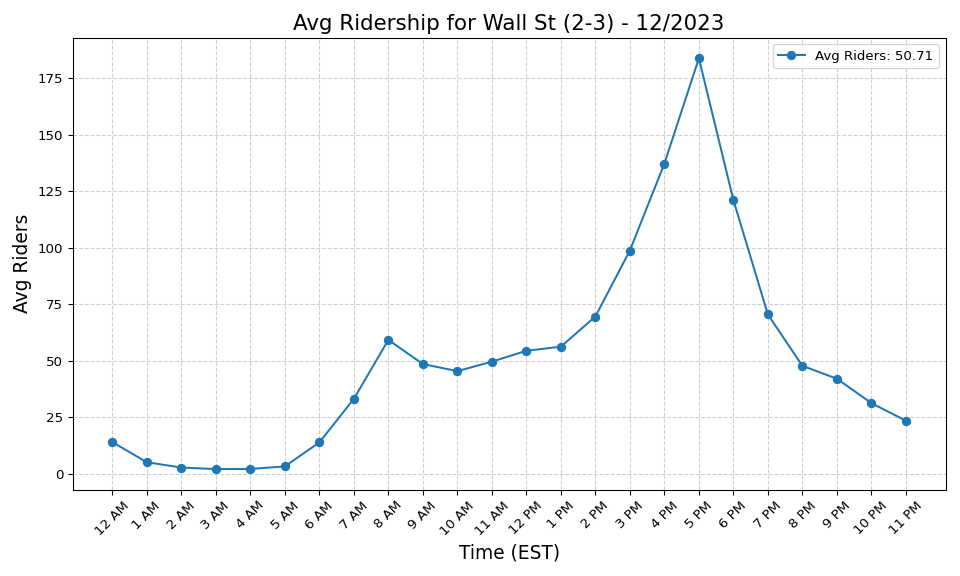 Avg Ridership for Wall St (2-3) - 12/2023
Avg Riders: 50.71
175
150
125
100
75
50
25
0
Avg Riders
12 AM
1 AM
2 AM
3 AM
4 AM
5 AM
6 AM
7 AM
8 AM
9 AM
10 AM
11 AM
12 PM
1 PM
2 PM
3 PM
4 PM
5 PM
6 PM
7 PM
8 PM
9 PM
10 PM
11 PM
Time (EST)